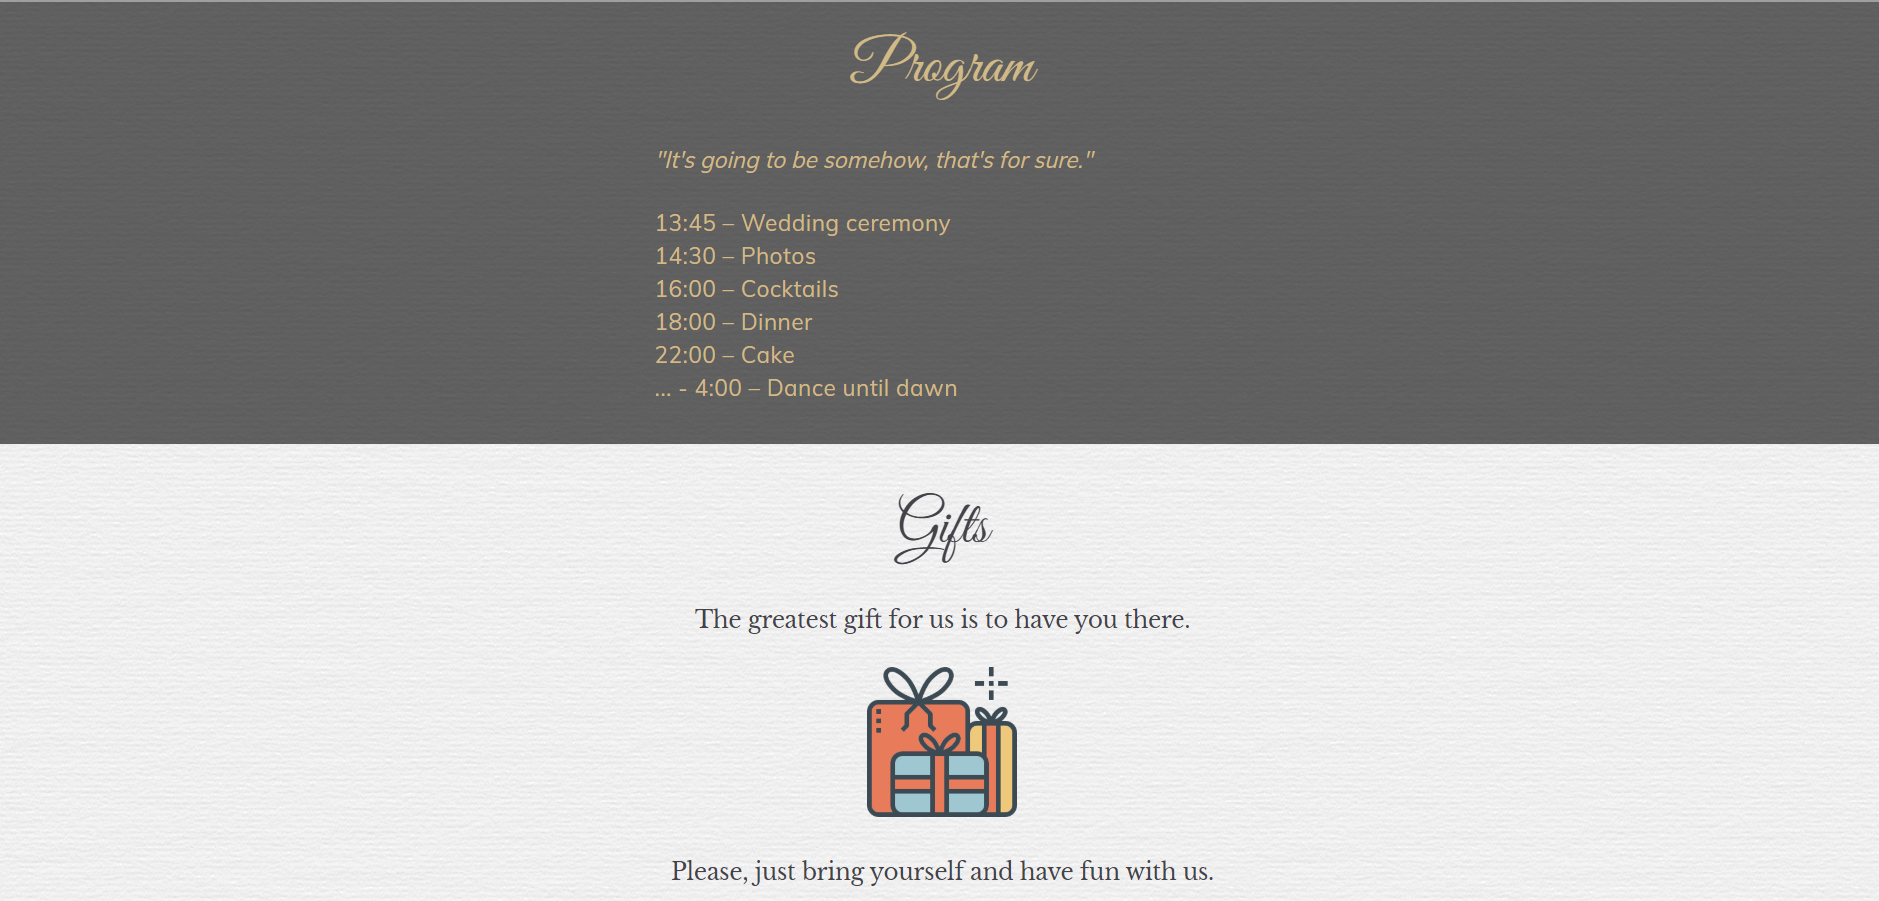 Program
"It's going to be somehow, that's for sure."
13:45 – Wedding ceremony
14:30 – Photos
16:00 – Cocktails
18:00 – Dinner
22:00 – Cake
... - 4:00 – Dance until dawn
Gifts
The greatest gift for us is to have you there.
Please, just bring yourself and have fun with us.